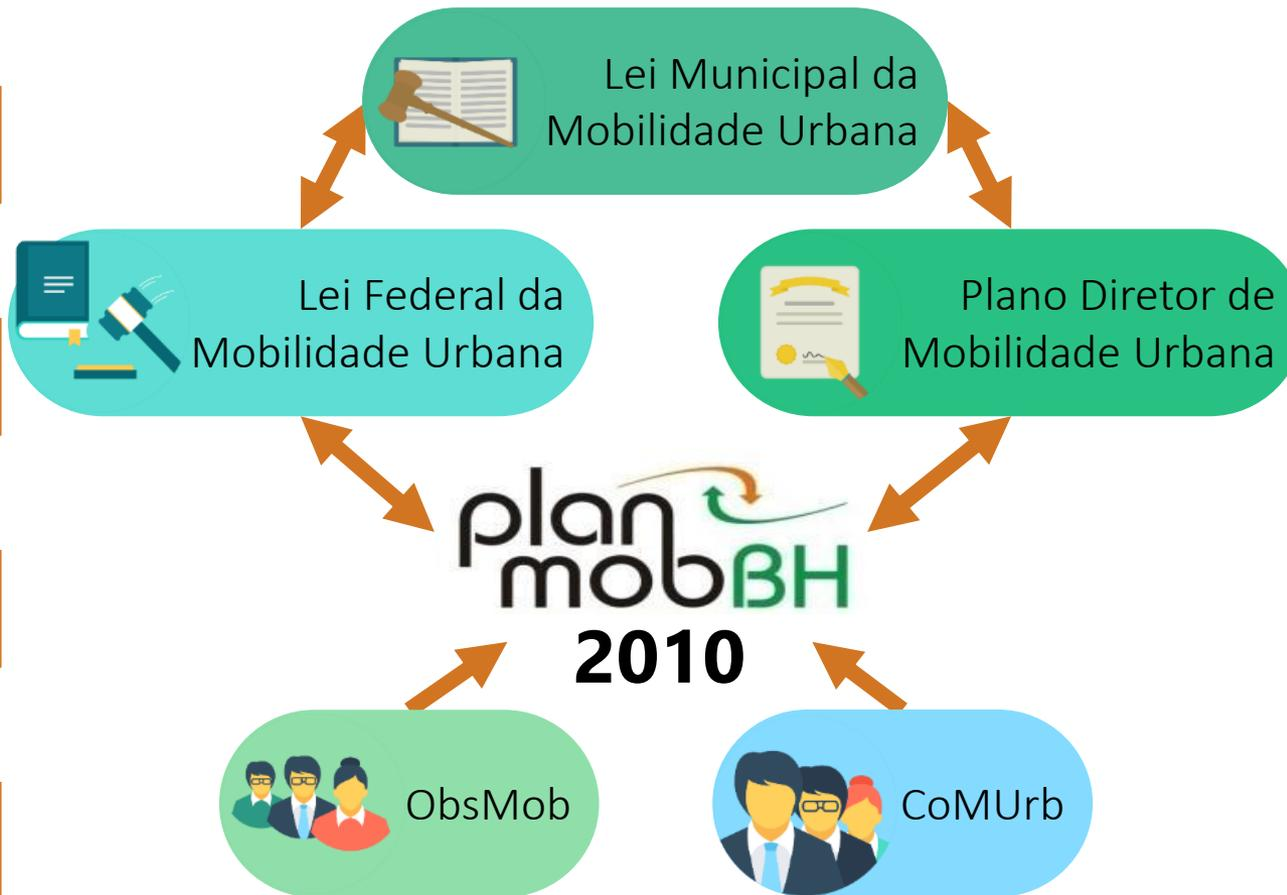 Lei Municipal da
Mobilidade Urbana
Lei Federal da
Mobilidade Urbana
Plano Diretor de
Mobilidade Urbana
plan
mobBH
2010
ObsMob
CoMUrb